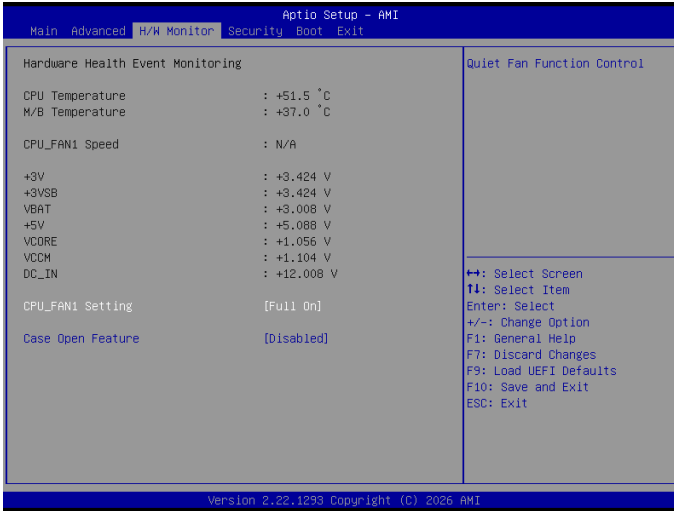 Aptio Setup - AMI
Main Advanced H/W Monitor Security Boot Exit
Hardware Health Event Monitoring
CPU Temperature : +51.5 °C
M/B Temperature : +37.0 °C
CPU_FAN1 Speed : N/A
+3V : +3.424 V
+3VSB : +3.424 V
VBAT : +3.008 V
+5V : +5.088 V
VCORE : +1.056 V
VCCM : +1.104 V
DC_IN : +12.008 V
CPU_FAN1 Setting [Full On]
Case Open Feature [Disabled]
Quiet Fan Function Control
↔: Select Screen
↑↓: Select Item
Enter: Select
+/-: Change Option
F1: General Help
F7: Discard Changes
F9: Load UEFI Defaults
F10: Save and Exit
ESC: Exit
Version 2.22.1293 Copyright (C) 2026 AMI